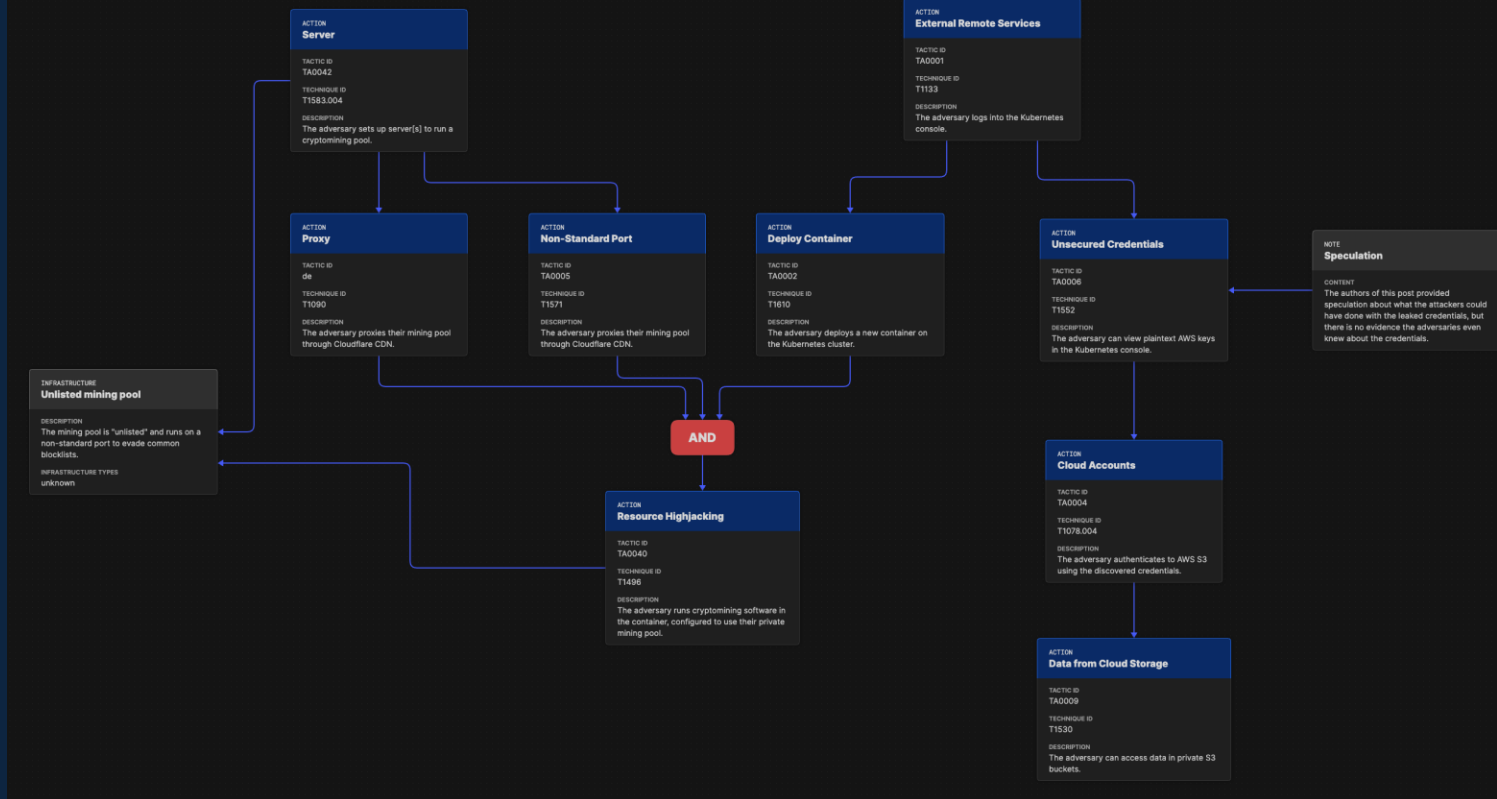 ACTION
Server
TACTIC ID
TA0042
TECHNIQUE ID
T1583.004
DESCRIPTION
The adversary sets up server[s] to run a
cryptomining pool.
ACTION
External Remote Services
TACTIC ID
TA0001
TECHNIQUE ID
T1133
DESCRIPTION
The adversary logs into the Kubernetes
console.
ACTION
Proxy
TACTIC ID
de
TECHNIQUE ID
T1090
DESCRIPTION
The adversary proxies their mining pool
through Cloudflare CDN.
ACTION
Non-Standard Port
TACTIC ID
TA0005
TECHNIQUE ID
T1571
DESCRIPTION
The adversary proxies their mining pool
through Cloudflare CDN.
ACTION
Deploy Container
TACTIC ID
TA0002
TECHNIQUE ID
T1610
DESCRIPTION
The adversary deploys a new container on
the Kubernetes cluster.
ACTION
Unsecured Credentials
TACTIC ID
TA0006
TECHNIQUE ID
T1552
DESCRIPTION
The adversary can view plaintext AWS keys
in the Kubernetes console.
NOTE
Speculation
CONTENT
The authors of this post provided
speculation about what the attackers could
have done with the leaked credentials, but
there is no evidence the adversaries even
knew about the credentials.
INFRASTRUCTURE
Unlisted mining pool
DESCRIPTION
The mining pool is "unlisted" and runs on a
non-standard port to evade common
blocklists.
INFRASTRUCTURE TYPES
unknown
AND
ACTION
Resource Highjacking
TACTIC ID
TA0040
TECHNIQUE ID
T1496
DESCRIPTION
The adversary runs cryptomining software in
the container, configured to use their private
mining pool.
ACTION
Cloud Accounts
TACTIC ID
TA0004
TECHNIQUE ID
T1078.004
DESCRIPTION
The adversary authenticates to AWS S3
using the discovered credentials.
ACTION
Data from Cloud Storage
TACTIC ID
TA0009
TECHNIQUE ID
T1530
DESCRIPTION
The adversary can access data in private S3
buckets.